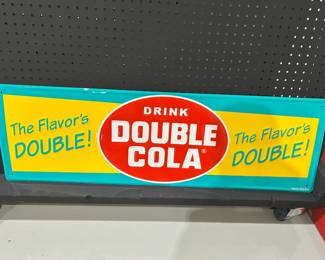 The Flavor's
DOUBLE!
DRINK
DOUBLE
COLA®
The Flavor's
DOUBLE!